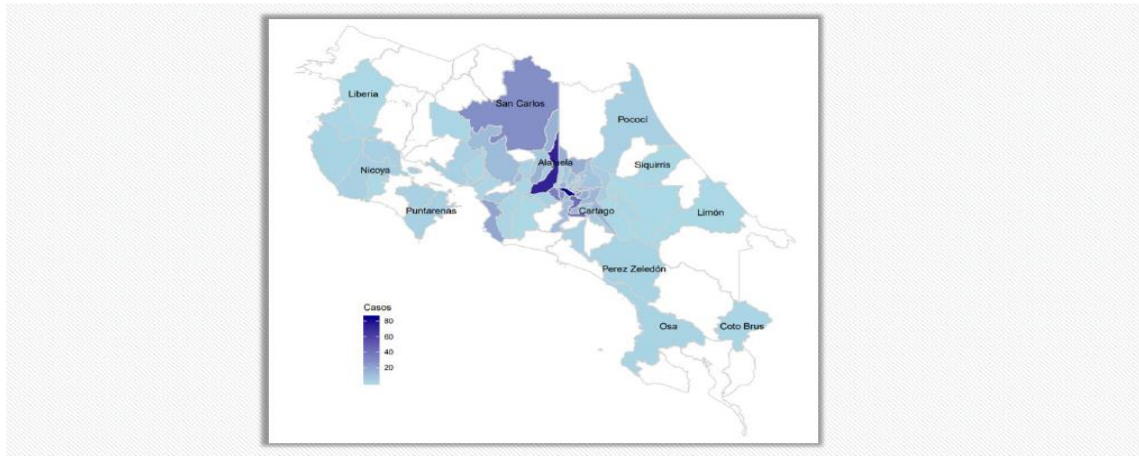 San Carlos
Liberia
Pococí
Alajuela
Siquirris
Nicoya
Puntarenas
Cartago
Limón
Perez Zeledón
Osa
Coto Brus
Casos
80
60
40
20